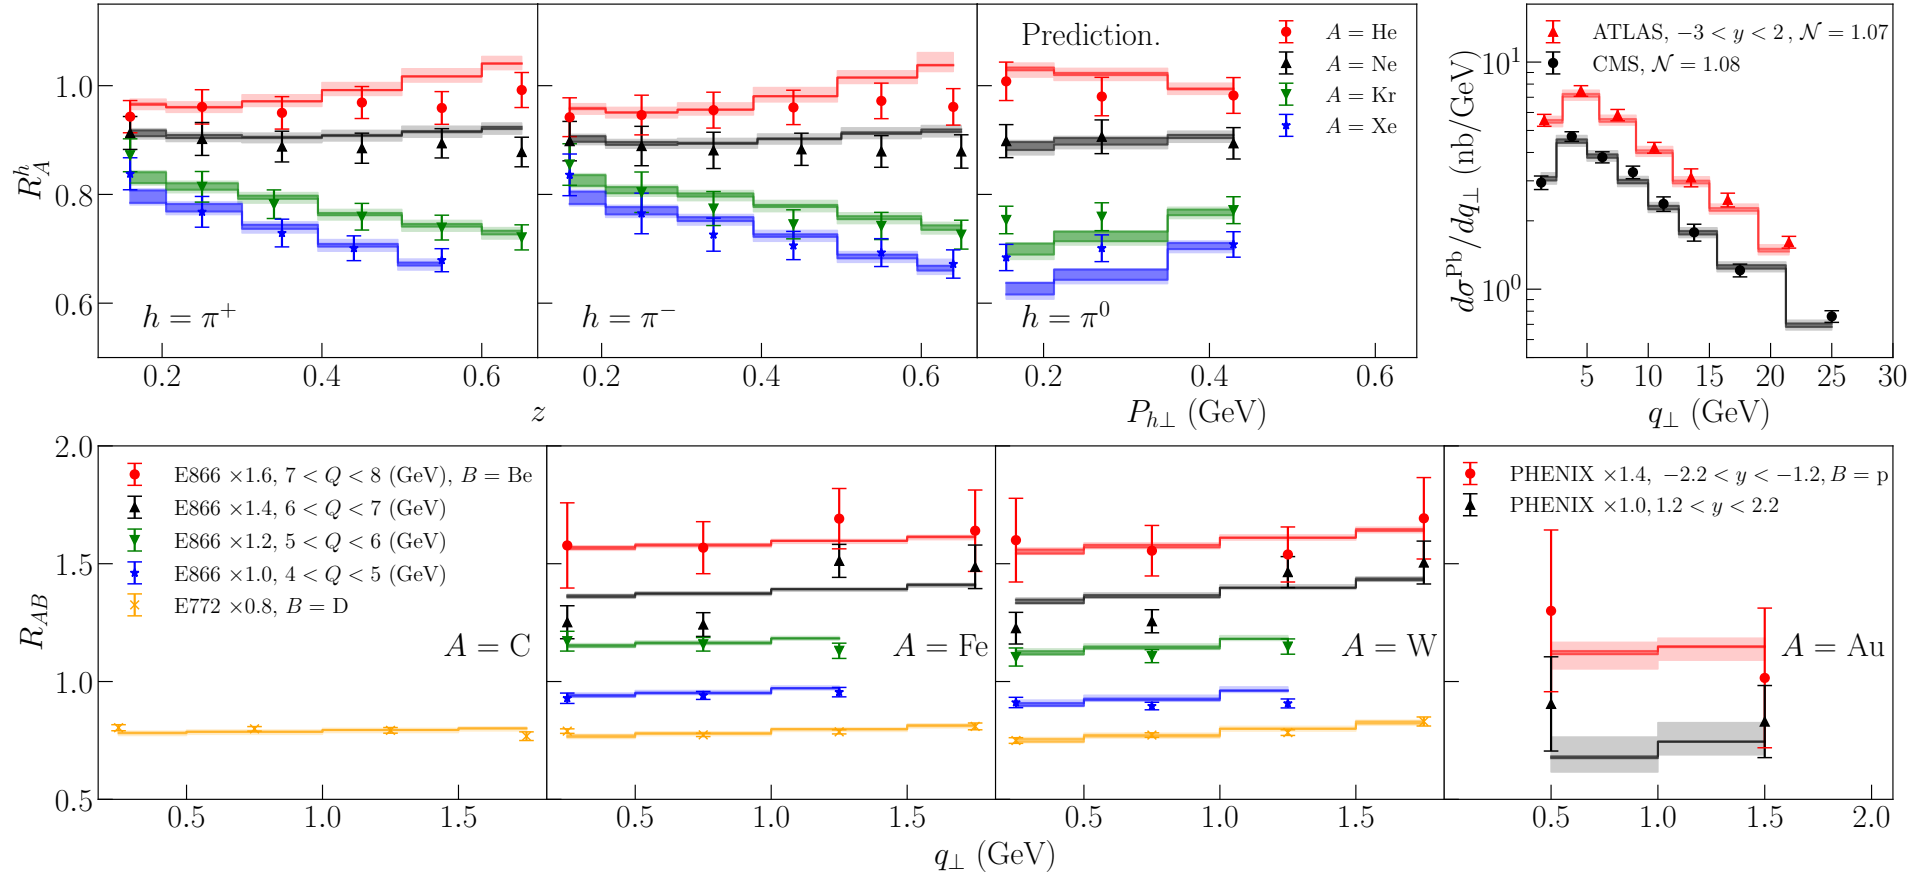 Prediction.
A = He
A = Ne
A = Kr
A = Xe
ATLAS, −3 < y < 2 , 𝒩 = 1.07
CMS, 𝒩 = 1.08
1.0
0.8
0.6
R_A^h
h = π⁺
h = π⁻
h = π⁰
0.2 0.4 0.6
0.2 0.4 0.6
0.2 0.4 0.6
z
P_{h⊥} (GeV)
dσ^{Pb}/dq_⊥ (nb/GeV)
10¹
10⁰
5 10 15 20 25 30
q_⊥ (GeV)
2.0
1.5
1.0
0.5
R_{AB}
E866 ×1.6, 7 < Q < 8 (GeV), B = Be
E866 ×1.4, 6 < Q < 7 (GeV)
E866 ×1.2, 5 < Q < 6 (GeV)
E866 ×1.0, 4 < Q < 5 (GeV)
E772 ×0.8, B = D
PHENIX ×1.4, −2.2 < y < −1.2, B = p
PHENIX ×1.0, 1.2 < y < 2.2
A = C
A = Fe
A = W
A = Au
0.5 1.0 1.5
0.5 1.0 1.5
0.5 1.0 1.5
0.5 1.0 1.5 2.0
q_⊥ (GeV)